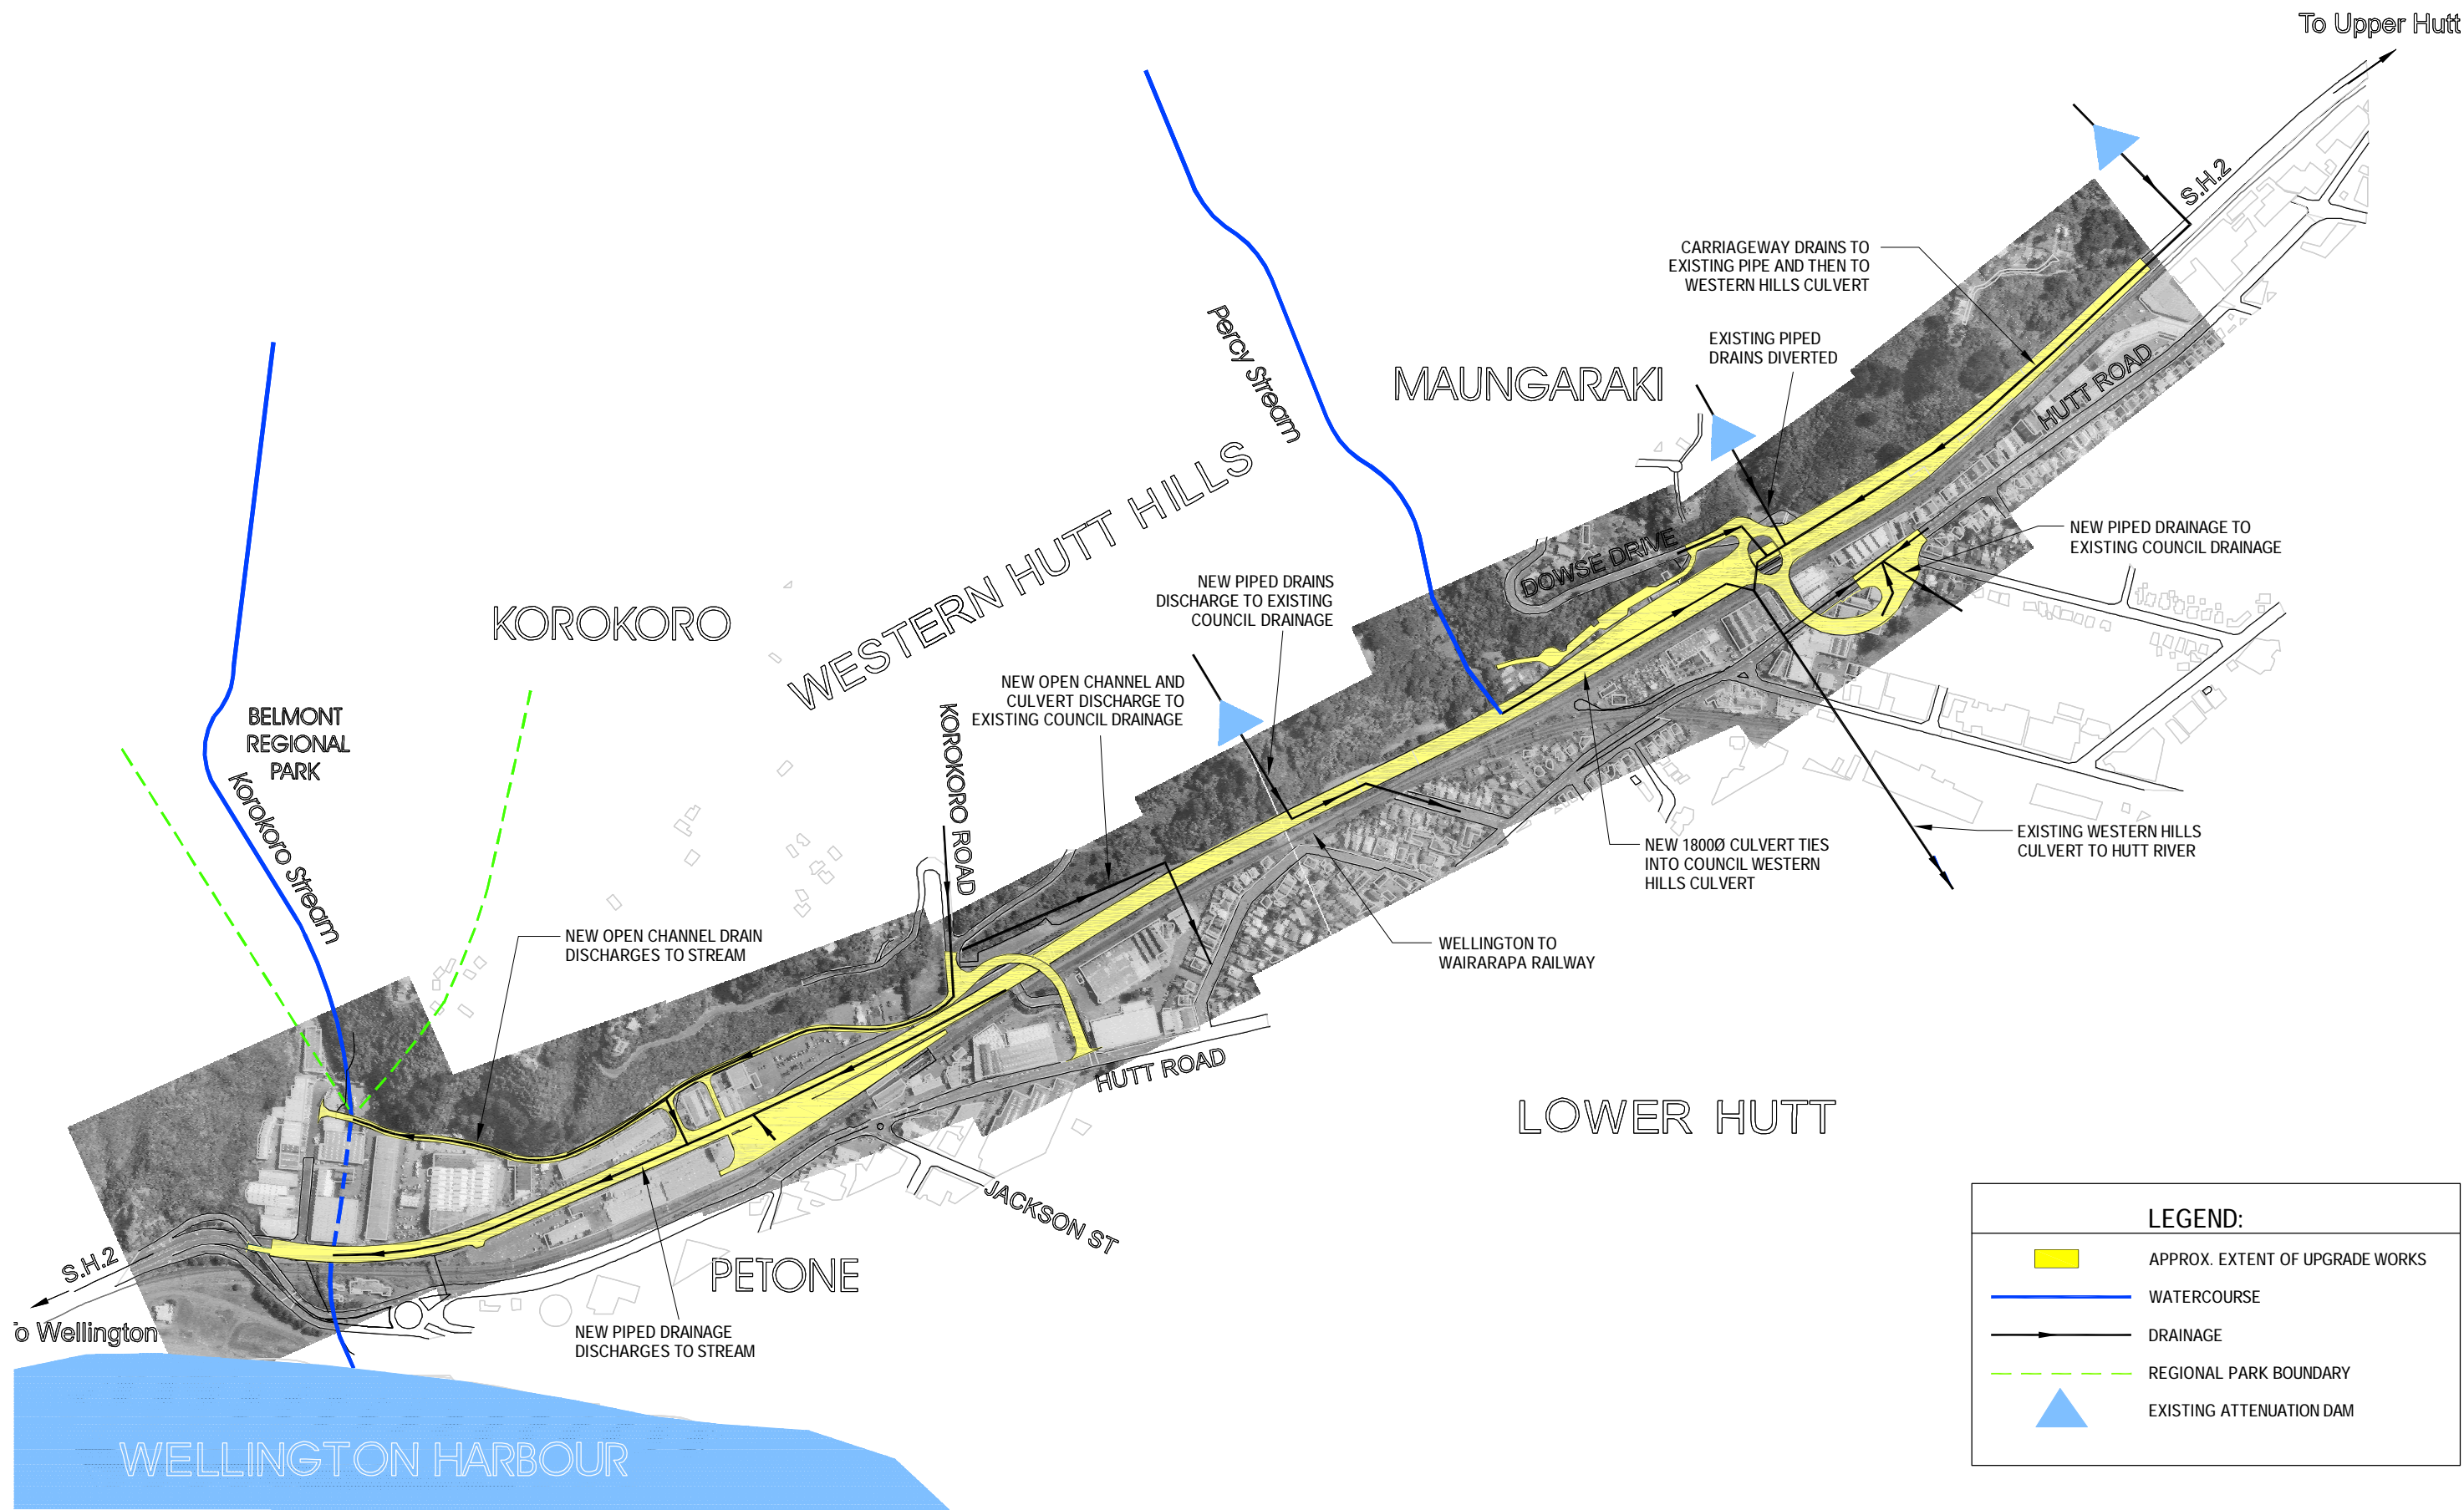 To Upper Hutt
S.H.2
CARRIAGEWAY DRAINS TO
EXISTING PIPE AND THEN TO
WESTERN HILLS CULVERT
EXISTING PIPED
DRAINS DIVERTED
HUTT ROAD
Percy Stream
MAUNGARAKI
WESTERN HUTT HILLS
NEW PIPED DRAINAGE TO
EXISTING COUNCIL DRAINAGE
DOWSE DRIVE
NEW PIPED DRAINS
DISCHARGE TO EXISTING
COUNCIL DRAINAGE
KOROKORO
NEW OPEN CHANNEL AND
CULVERT DISCHARGE TO
EXISTING COUNCIL DRAINAGE
BELMONT
REGIONAL
PARK
KOROKORO ROAD
Korokoro Stream
EXISTING WESTERN HILLS
CULVERT TO HUTT RIVER
NEW 1800Ø CULVERT TIES
INTO COUNCIL WESTERN
HILLS CULVERT
NEW OPEN CHANNEL DRAIN
DISCHARGES TO STREAM
WELLINGTON TO
WAIRARAPA RAILWAY
HUTT ROAD
LOWER HUTT
JACKSON ST
S.H.2
PETONE
o Wellington
NEW PIPED DRAINAGE
DISCHARGES TO STREAM
WELLINGTON HARBOUR
LEGEND:
APPROX. EXTENT OF UPGRADE WORKS
WATERCOURSE
DRAINAGE
REGIONAL PARK BOUNDARY
EXISTING ATTENUATION DAM